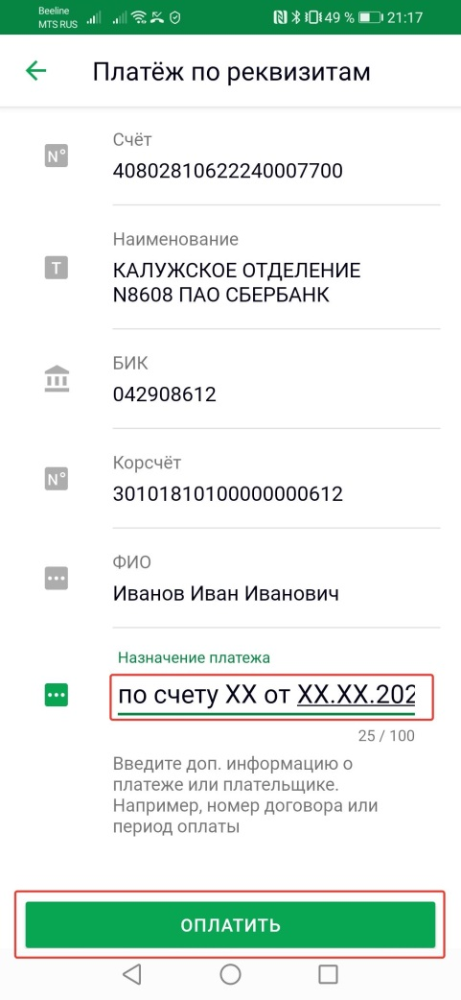 Beeline
MTS RUS
49 % 21:17
Платёж по реквизитам
Счёт
N°
40802810622240007700
Наименование
T
КАЛУЖСКОЕ ОТДЕЛЕНИЕ
N8608 ПАО СБЕРБАНК
БИК
042908612
Корсчёт
N°
30101810100000000612
ФИО
Иванов Иван Иванович
Назначение платежа
по счету XX от XX.XX.202
25 / 100
Введите доп. информацию о
платеже или плательщике.
Например, номер договора или
период оплаты
ОПЛАТИТЬ